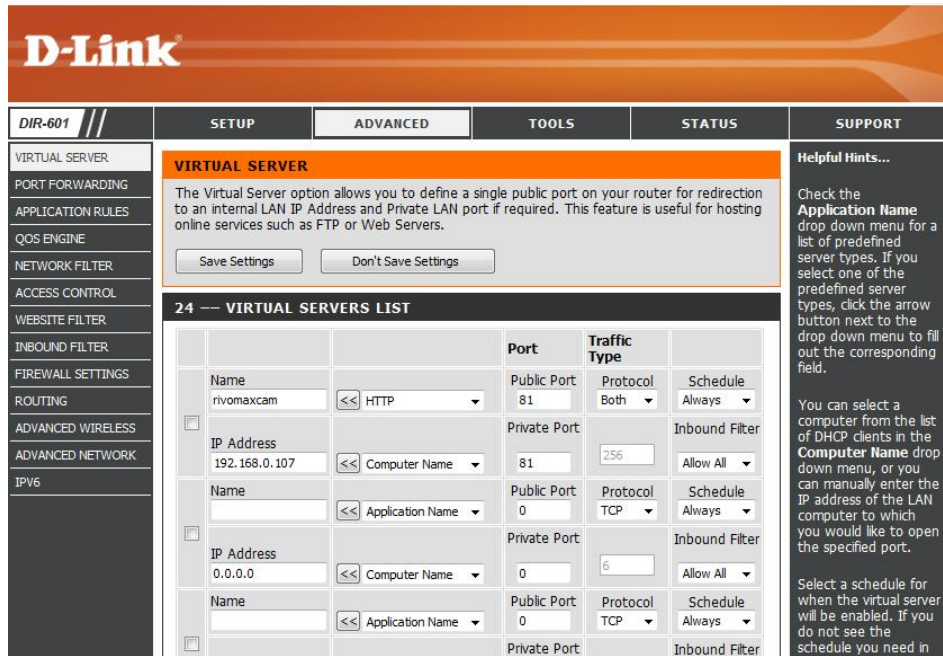 D-Link
DIR-601
SETUP
ADVANCED
TOOLS
STATUS
SUPPORT
VIRTUAL SERVER
PORT FORWARDING
APPLICATION RULES
QOS ENGINE
NETWORK FILTER
ACCESS CONTROL
WEBSITE FILTER
INBOUND FILTER
FIREWALL SETTINGS
ROUTING
ADVANCED WIRELESS
ADVANCED NETWORK
IPV6
VIRTUAL SERVER
The Virtual Server option allows you to define a single public port on your router for redirection
to an internal LAN IP Address and Private LAN port if required. This feature is useful for hosting
online services such as FTP or Web Servers.
Save Settings
Don't Save Settings
24 –– VIRTUAL SERVERS LIST
Port
Traffic
Type
Name
rivomaxcam
<<
HTTP
Public Port
81
Protocol
Both
Schedule
Always
IP Address
192.168.0.107
<<
Computer Name
Private Port
81
256
Inbound Filter
Allow All
Name
<<
Application Name
Public Port
0
Protocol
TCP
Schedule
Always
IP Address
0.0.0.0
<<
Computer Name
Private Port
0
6
Inbound Filter
Allow All
Name
<<
Application Name
Public Port
0
Protocol
TCP
Schedule
Always
Private Port
Inbound Filter
Helpful Hints...
Check the
Application Name
drop down menu for a
list of predefined
server types. If you
select one of the
predefined server
types, click the arrow
button next to the
drop down menu to fill
out the corresponding
field.
You can select a
computer from the list
of DHCP clients in the
Computer Name drop
down menu, or you
can manually enter the
IP address of the LAN
computer to which
you would like to open
the specified port.
Select a schedule for
when the virtual server
will be enabled. If you
do not see the
schedule you need in